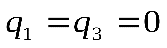 q₁ = q₃ = 0